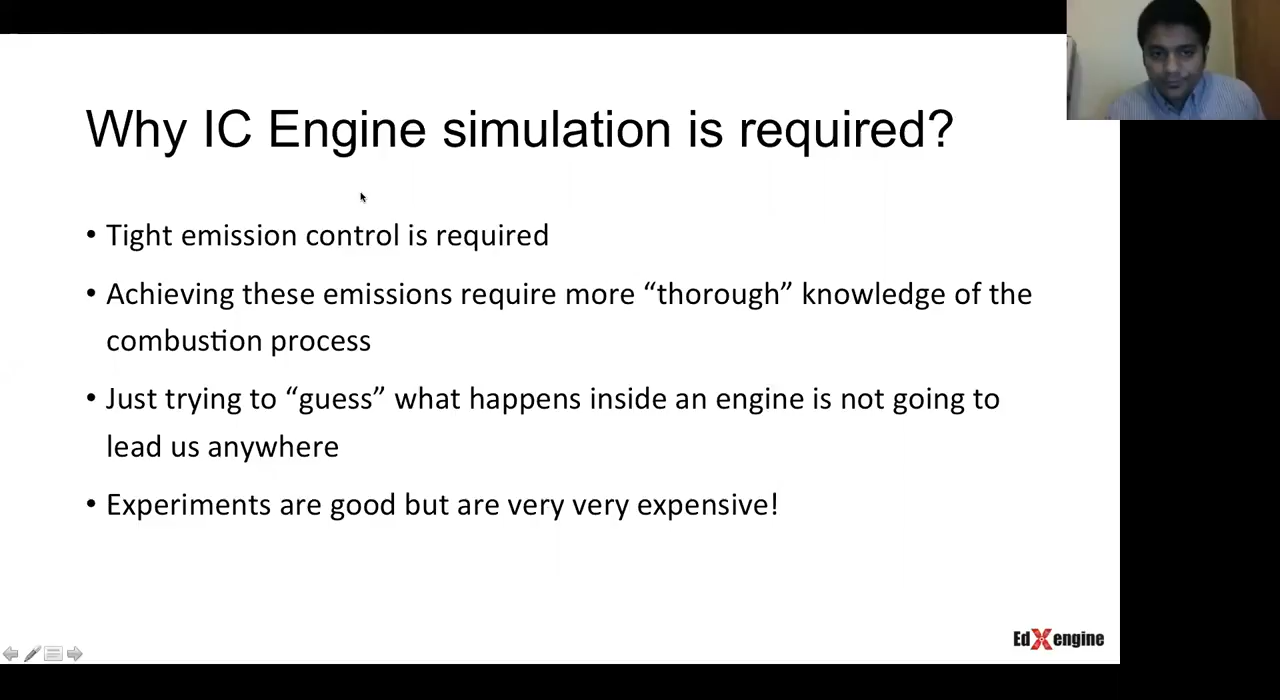 Why IC Engine simulation is required?
• Tight emission control is required
• Achieving these emissions require more “thorough” knowledge of the
combustion process
• Just trying to “guess” what happens inside an engine is not going to
lead us anywhere
• Experiments are good but are very very expensive!
EdXengine